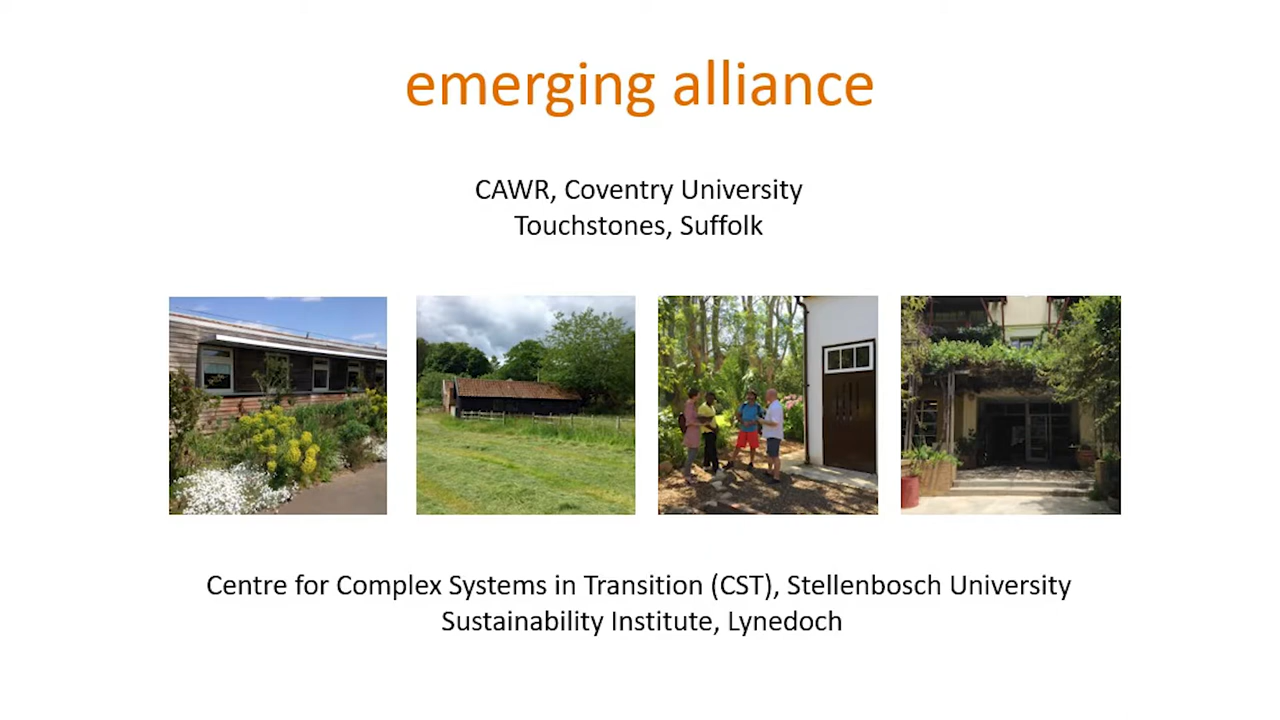 emerging alliance
CAWR, Coventry University
Touchstones, Suffolk
Centre for Complex Systems in Transition (CST), Stellenbosch University
Sustainability Institute, Lynedoch